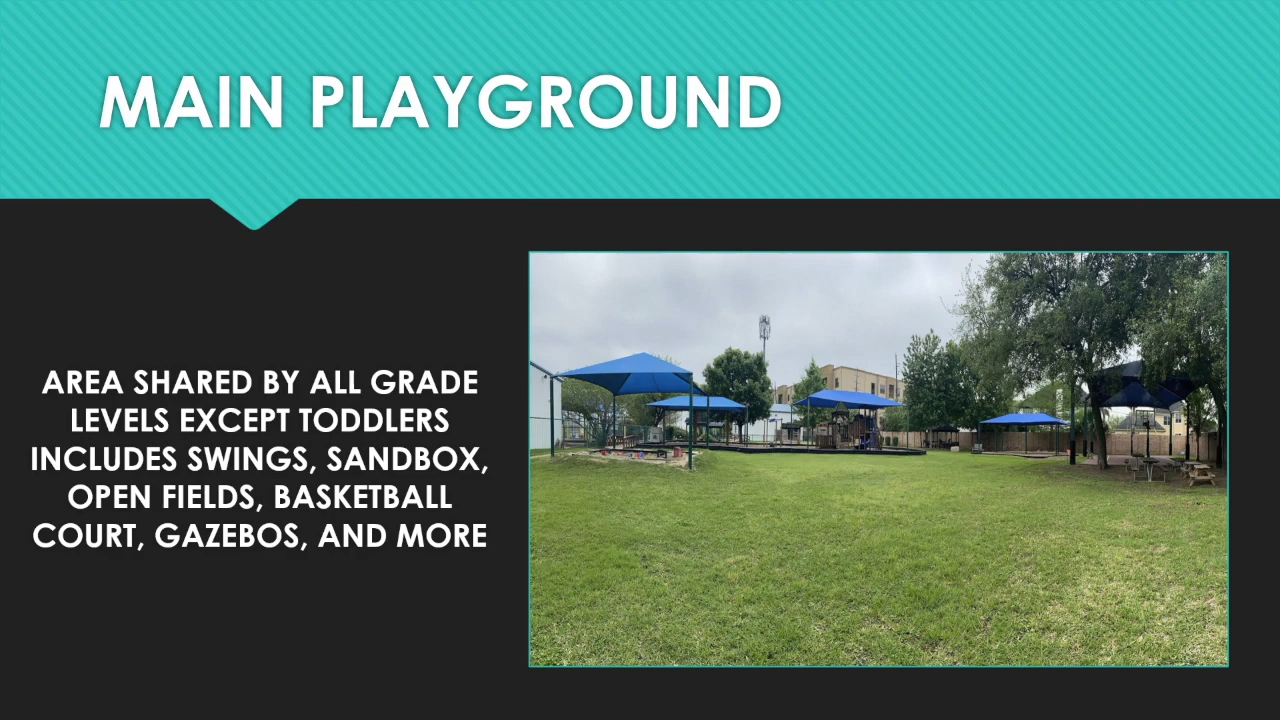 MAIN PLAYGROUND
AREA SHARED BY ALL GRADE
LEVELS EXCEPT TODDLERS
INCLUDES SWINGS, SANDBOX,
OPEN FIELDS, BASKETBALL
COURT, GAZEBOS, AND MORE